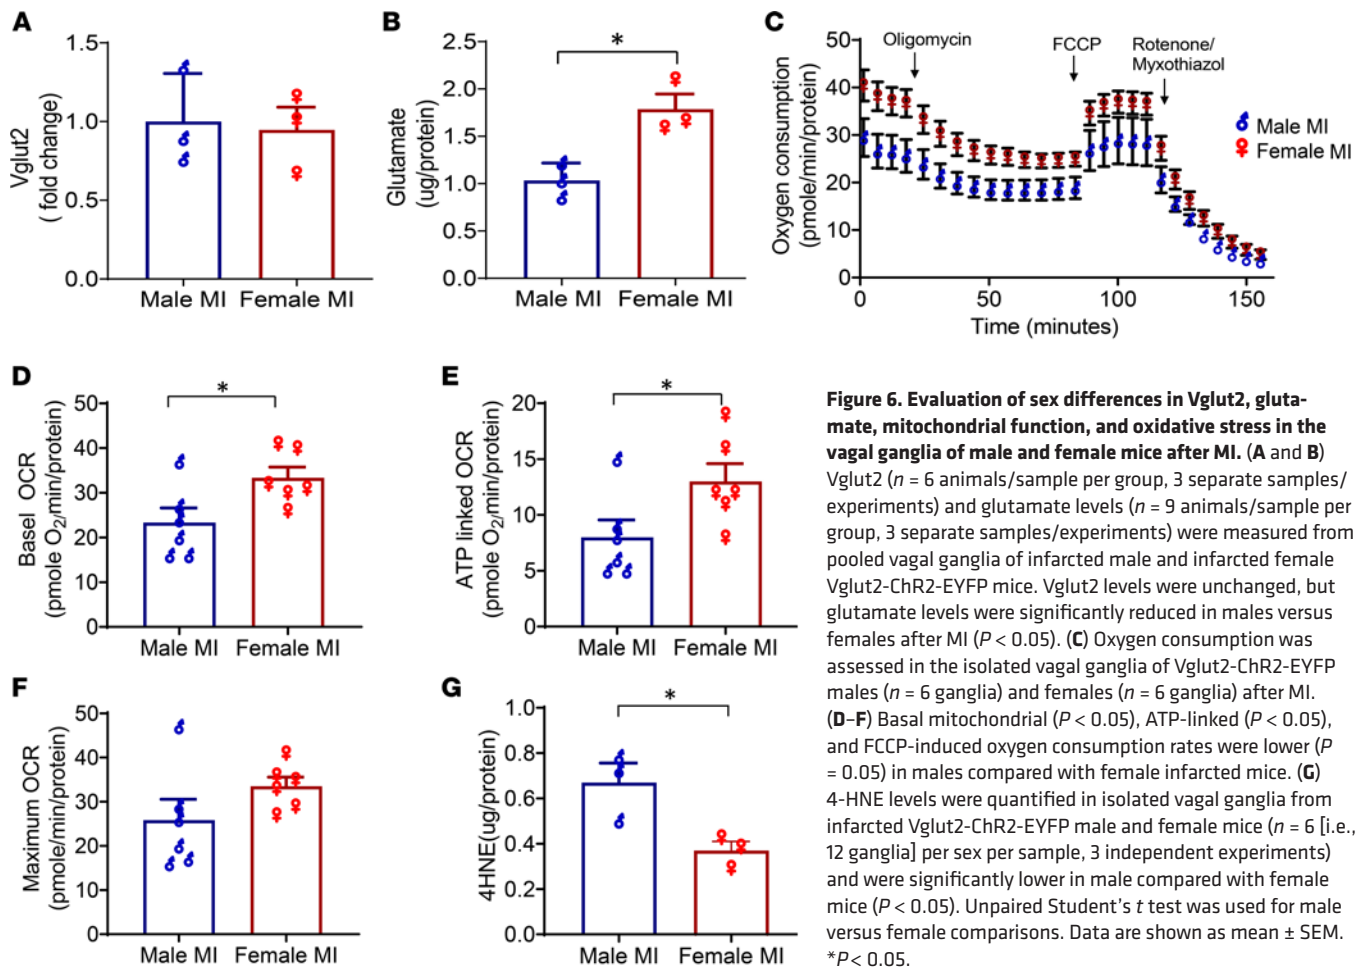 A
Vglut2
( fold change)
1.5
1.0
0.5
0.0
Male MI Female MI
B
Glutamate
(ug/protein)
2.5
2.0
1.5
1.0
0.5
0.0
*
Male MI Female MI
C
Oxygen consumption
(pmole/min/protein)
60
40
30
20
10
0
Oligomycin
FCCP
Rotenone/
Myxothiazol
Male MI
Female MI
0 50 100 150
Time (minutes)
D
Basel OCR
(pmole O2/min/protein)
50
40
30
20
10
0
*
Male MI Female MI
E
ATP linked OCR
(pmole O2/min/protein)
20
15
10
5
0
*
Male MI Female MI
F
Maximum OCR
(pmole/min/protein)
50
40
30
20
10
0
Male MI Female MI
G
4HNE(ug/protein)
1.0
0.8
0.6
0.4
0.2
0.0
*
Male MI Female MI
Figure 6. Evaluation of sex differences in Vglut2, gluta-
mate, mitochondrial function, and oxidative stress in the
vagal ganglia of male and female mice after MI. (A and B)
Vglut2 (n = 6 animals/sample per group, 3 separate samples/
experiments) and glutamate levels (n = 9 animals/sample per
group, 3 separate samples/experiments) were measured from
pooled vagal ganglia of infarcted male and infarcted female
Vglut2-ChR2-EYFP mice. Vglut2 levels were unchanged, but
glutamate levels were significantly reduced in males versus
females after MI (P < 0.05). (C) Oxygen consumption was
assessed in the isolated vagal ganglia of Vglut2-ChR2-EYFP
males (n = 6 ganglia) and females (n = 6 ganglia) after MI.
(D–F) Basal mitochondrial (P < 0.05), ATP-linked (P < 0.05),
and FCCP-induced oxygen consumption rates were lower (P
= 0.05) in males compared with female infarcted mice. (G)
4-HNE levels were quantified in isolated vagal ganglia from
infarcted Vglut2-ChR2-EYFP male and female mice (n = 6 [i.e.,
12 ganglia] per sex per sample, 3 independent experiments)
and were significantly lower in male compared with female
mice (P < 0.05). Unpaired Student's t test was used for male
versus female comparisons. Data are shown as mean ± SEM.
*P < 0.05.